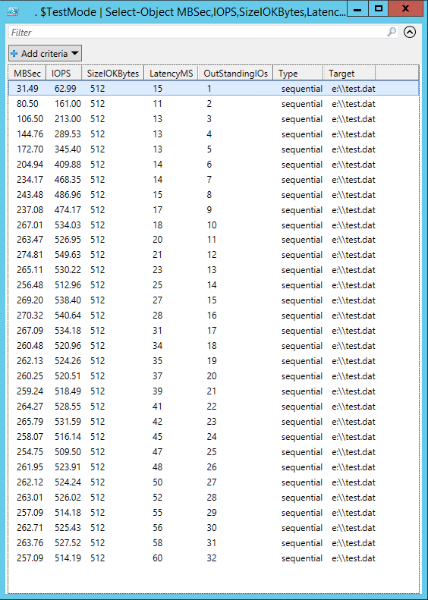 . $TestMode | Select-Object MBSec,IOPS,SizeIOKBytes,Latenc...
Filter
Add criteria
MBSec IOPS SizeIOKBytes LatencyMS OutStandingIOs Type Target
31.49 62.99 512 15 1 sequential e:\\test.dat
80.50 161.00 512 11 2 sequential e:\\test.dat
106.50 213.00 512 13 3 sequential e:\\test.dat
144.76 289.53 512 13 4 sequential e:\\test.dat
172.70 345.40 512 13 5 sequential e:\\test.dat
204.94 409.88 512 14 6 sequential e:\\test.dat
234.17 468.35 512 14 7 sequential e:\\test.dat
243.48 486.96 512 15 8 sequential e:\\test.dat
237.08 474.17 512 17 9 sequential e:\\test.dat
267.01 534.03 512 18 10 sequential e:\\test.dat
263.47 526.95 512 20 11 sequential e:\\test.dat
274.81 549.63 512 21 12 sequential e:\\test.dat
265.11 530.22 512 23 13 sequential e:\\test.dat
256.48 512.96 512 25 14 sequential e:\\test.dat
269.20 538.40 512 27 15 sequential e:\\test.dat
270.32 540.64 512 28 16 sequential e:\\test.dat
267.09 534.18 512 31 17 sequential e:\\test.dat
260.48 520.96 512 34 18 sequential e:\\test.dat
262.13 524.26 512 35 19 sequential e:\\test.dat
260.25 520.51 512 37 20 sequential e:\\test.dat
259.24 518.49 512 39 21 sequential e:\\test.dat
264.27 528.55 512 41 22 sequential e:\\test.dat
265.79 531.59 512 42 23 sequential e:\\test.dat
258.07 516.14 512 45 24 sequential e:\\test.dat
254.75 509.50 512 47 25 sequential e:\\test.dat
261.95 523.91 512 48 26 sequential e:\\test.dat
262.12 524.24 512 50 27 sequential e:\\test.dat
263.01 526.02 512 52 28 sequential e:\\test.dat
257.09 514.18 512 55 29 sequential e:\\test.dat
262.71 525.43 512 56 30 sequential e:\\test.dat
263.76 527.52 512 58 31 sequential e:\\test.dat
257.09 514.19 512 60 32 sequential e:\\test.dat